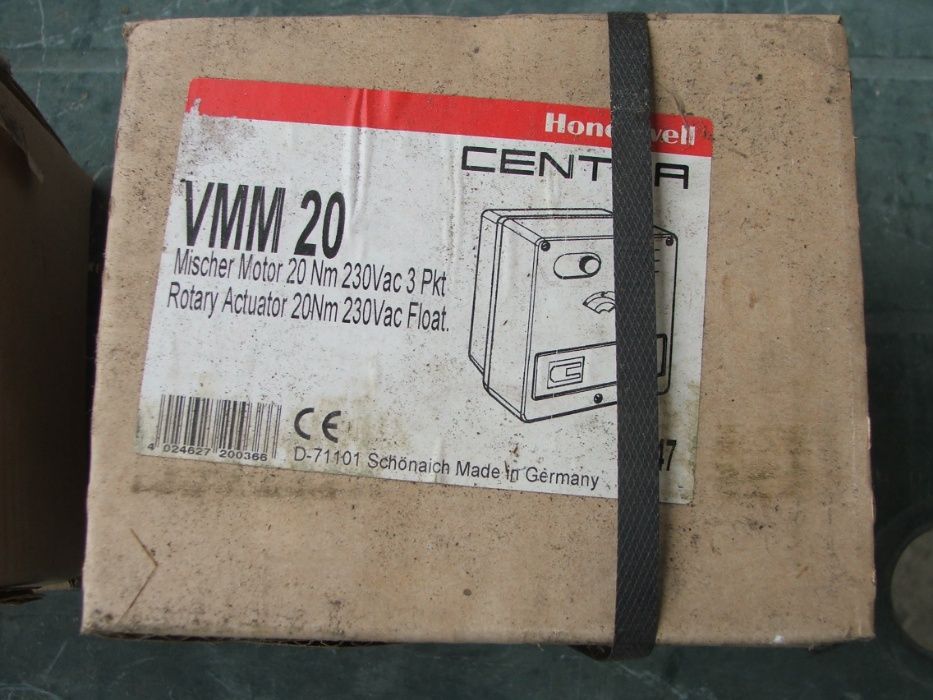 Honeywell
CENTRA
VMM 20
Mischer Motor 20 Nm 230Vac 3 Pkt
Rotary Actuator 20Nm 230Vac Float.
4 024627 200366
CE
D-71101 Schönaich Made in Germany
47